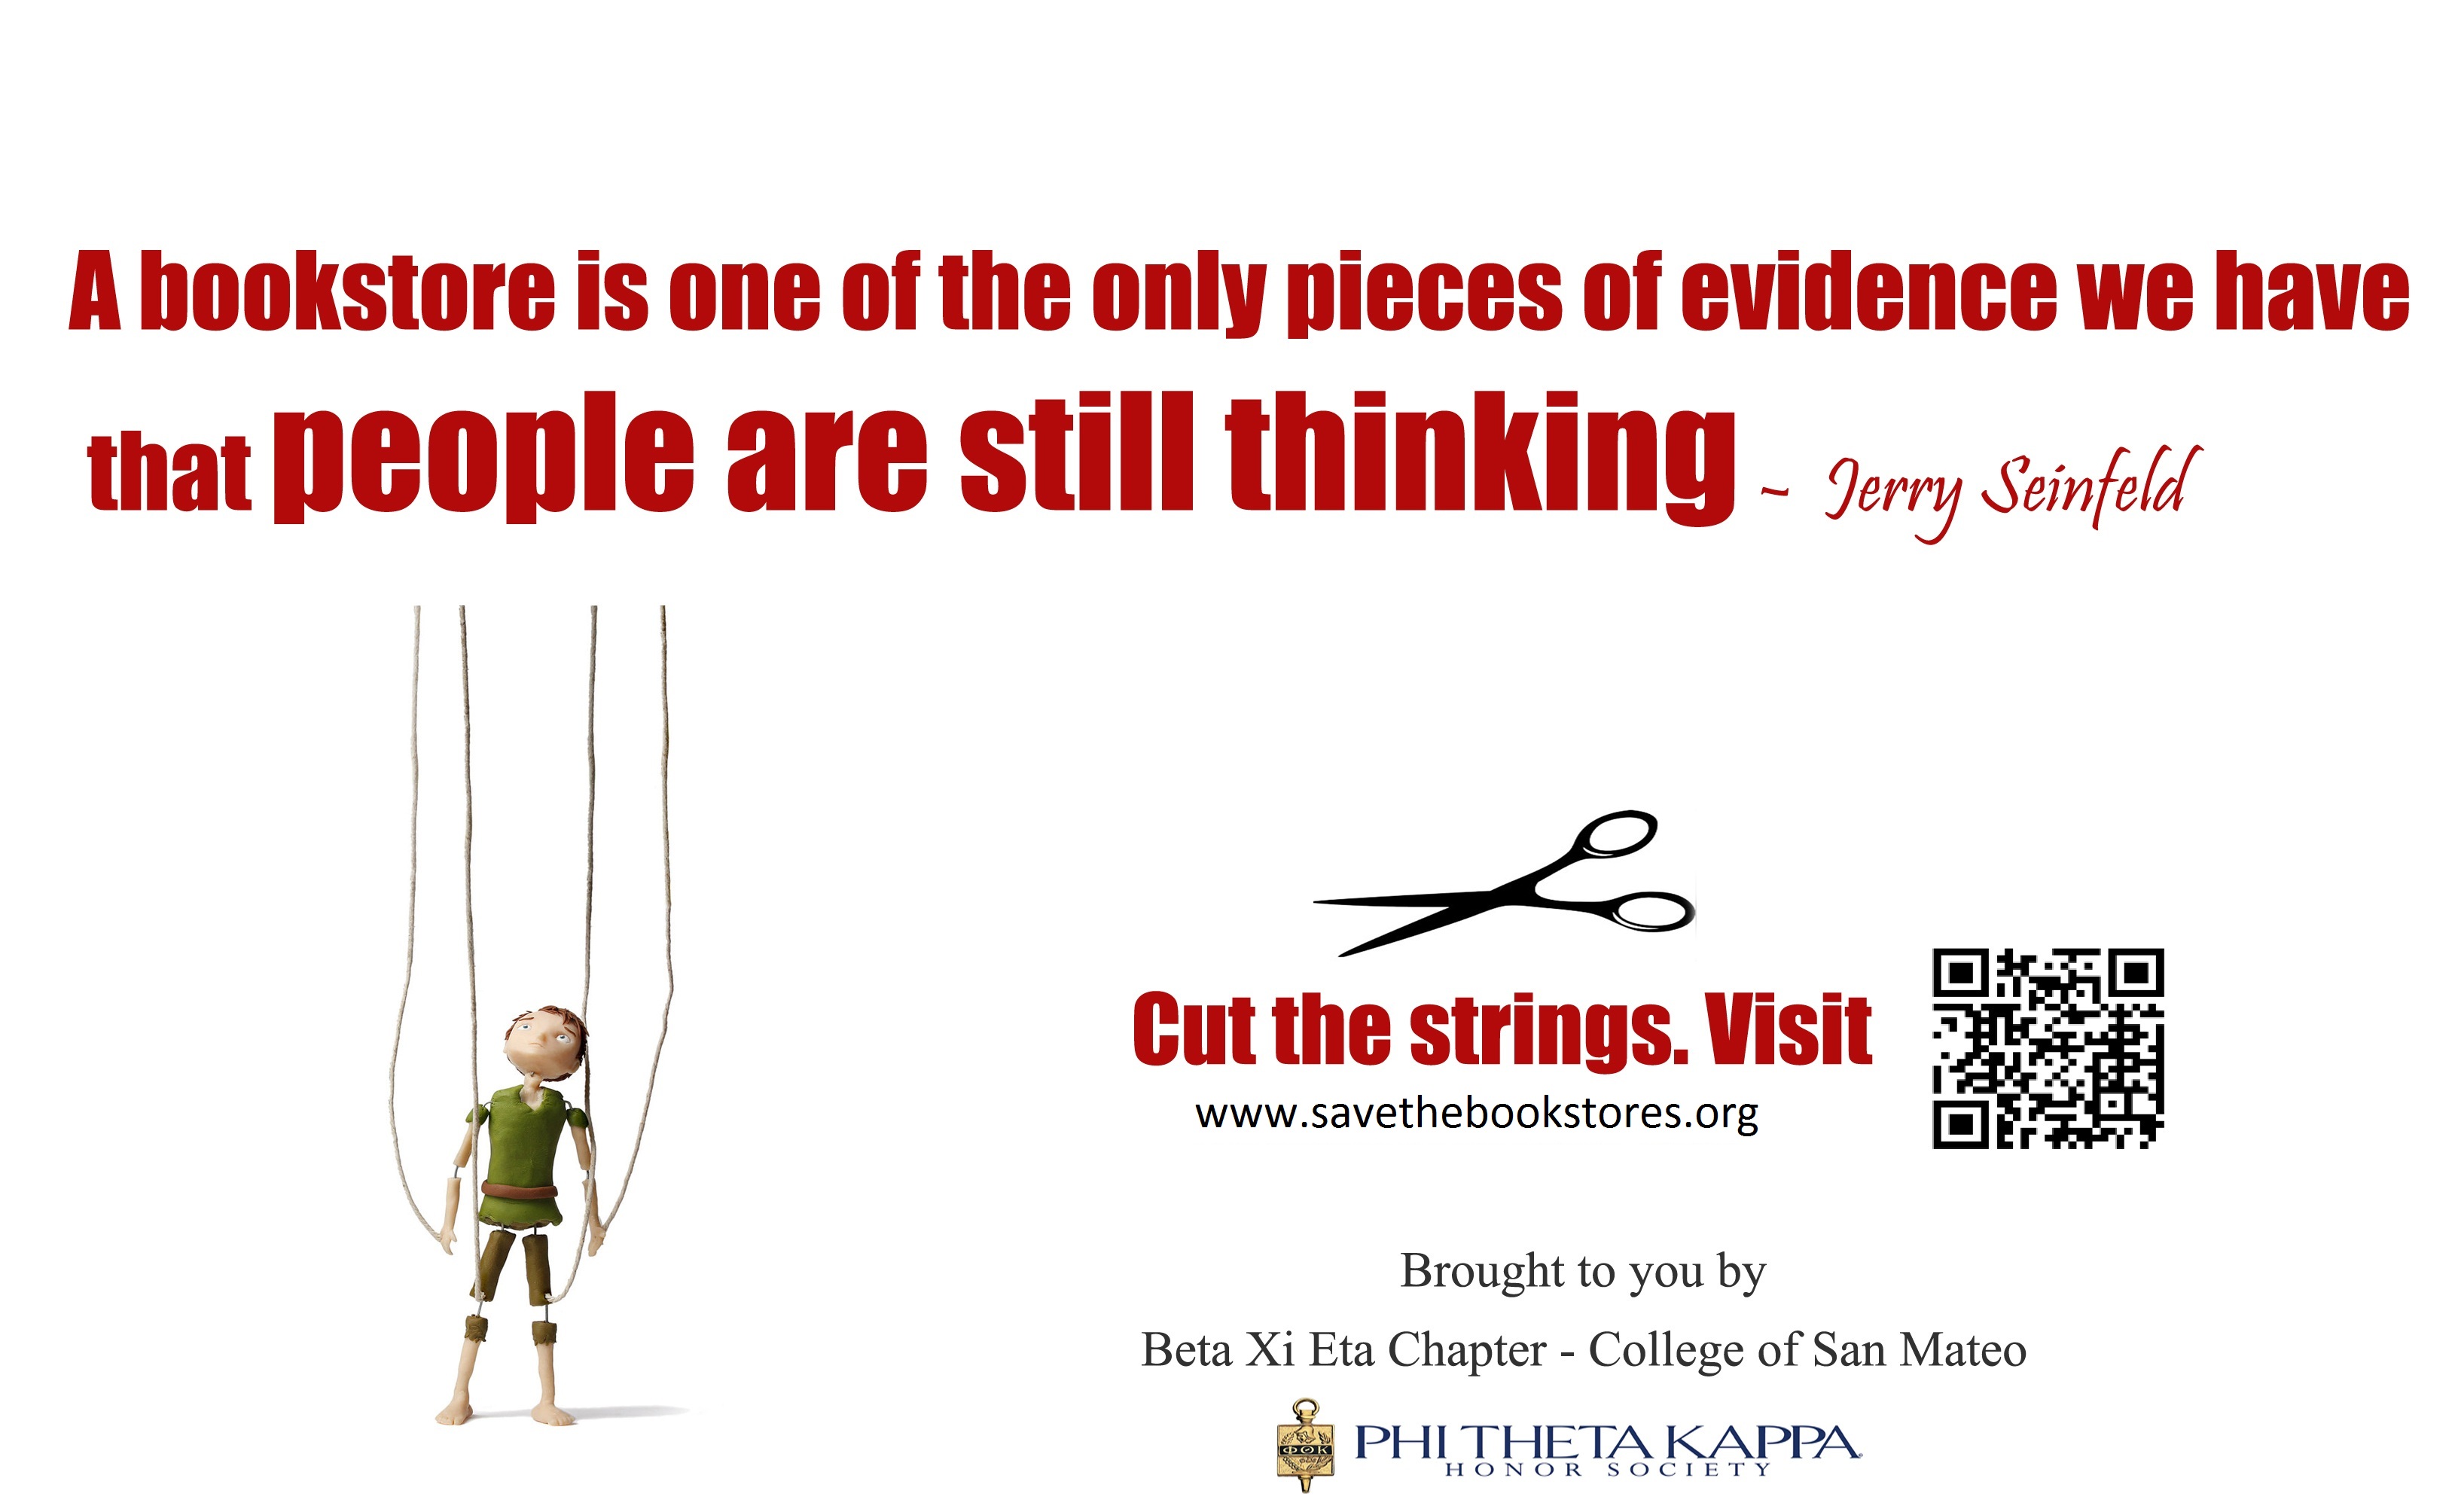 A bookstore is one of the only pieces of evidence we have
that people are still thinking ~ Jerry Seinfeld
Cut the strings. Visit
www.savethebookstores.org
Brought to you by
Beta Xi Eta Chapter - College of San Mateo
ΦΘΚ
PHI THETA KAPPA
HONOR SOCIETY